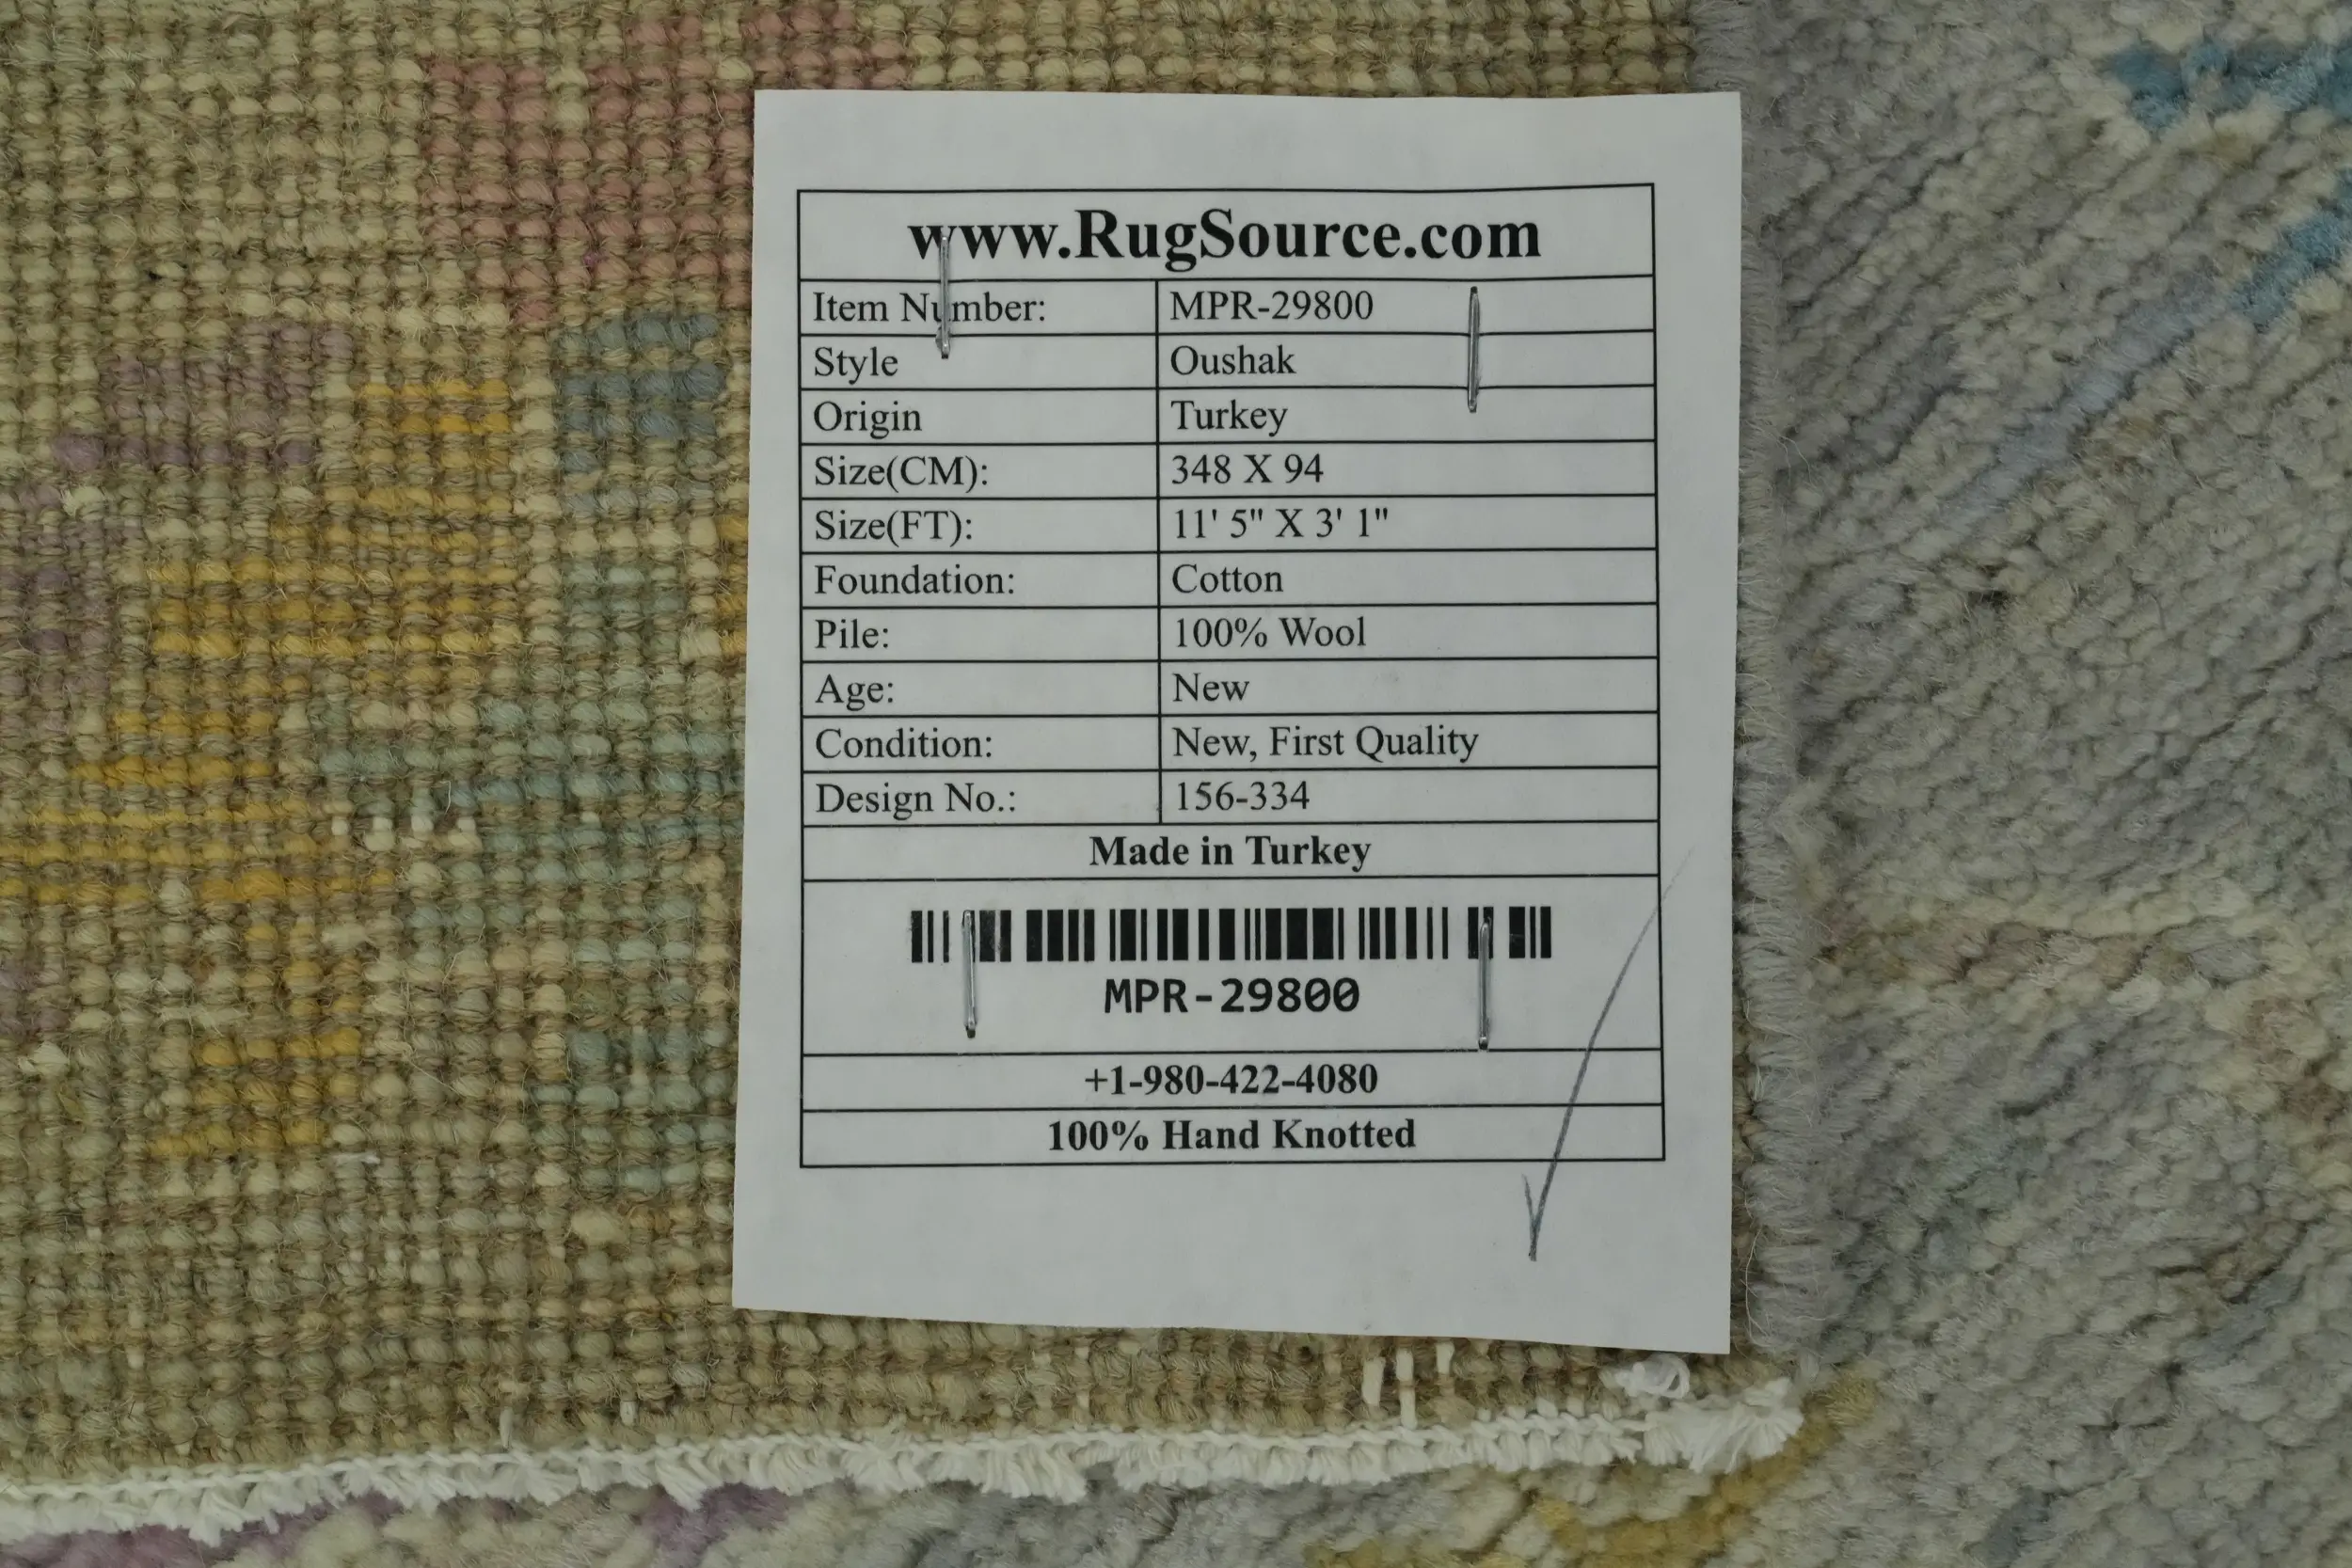 www.RugSource.com
Item Number: MPR-29800
Style Oushak
Origin Turkey
Size(CM): 348 X 94
Size(FT): 11' 5" X 3' 1"
Foundation: Cotton
Pile: 100% Wool
Age: New
Condition: New, First Quality
Design No.: 156-334
Made in Turkey
MPR-29800
+1-980-422-4080
100% Hand Knotted